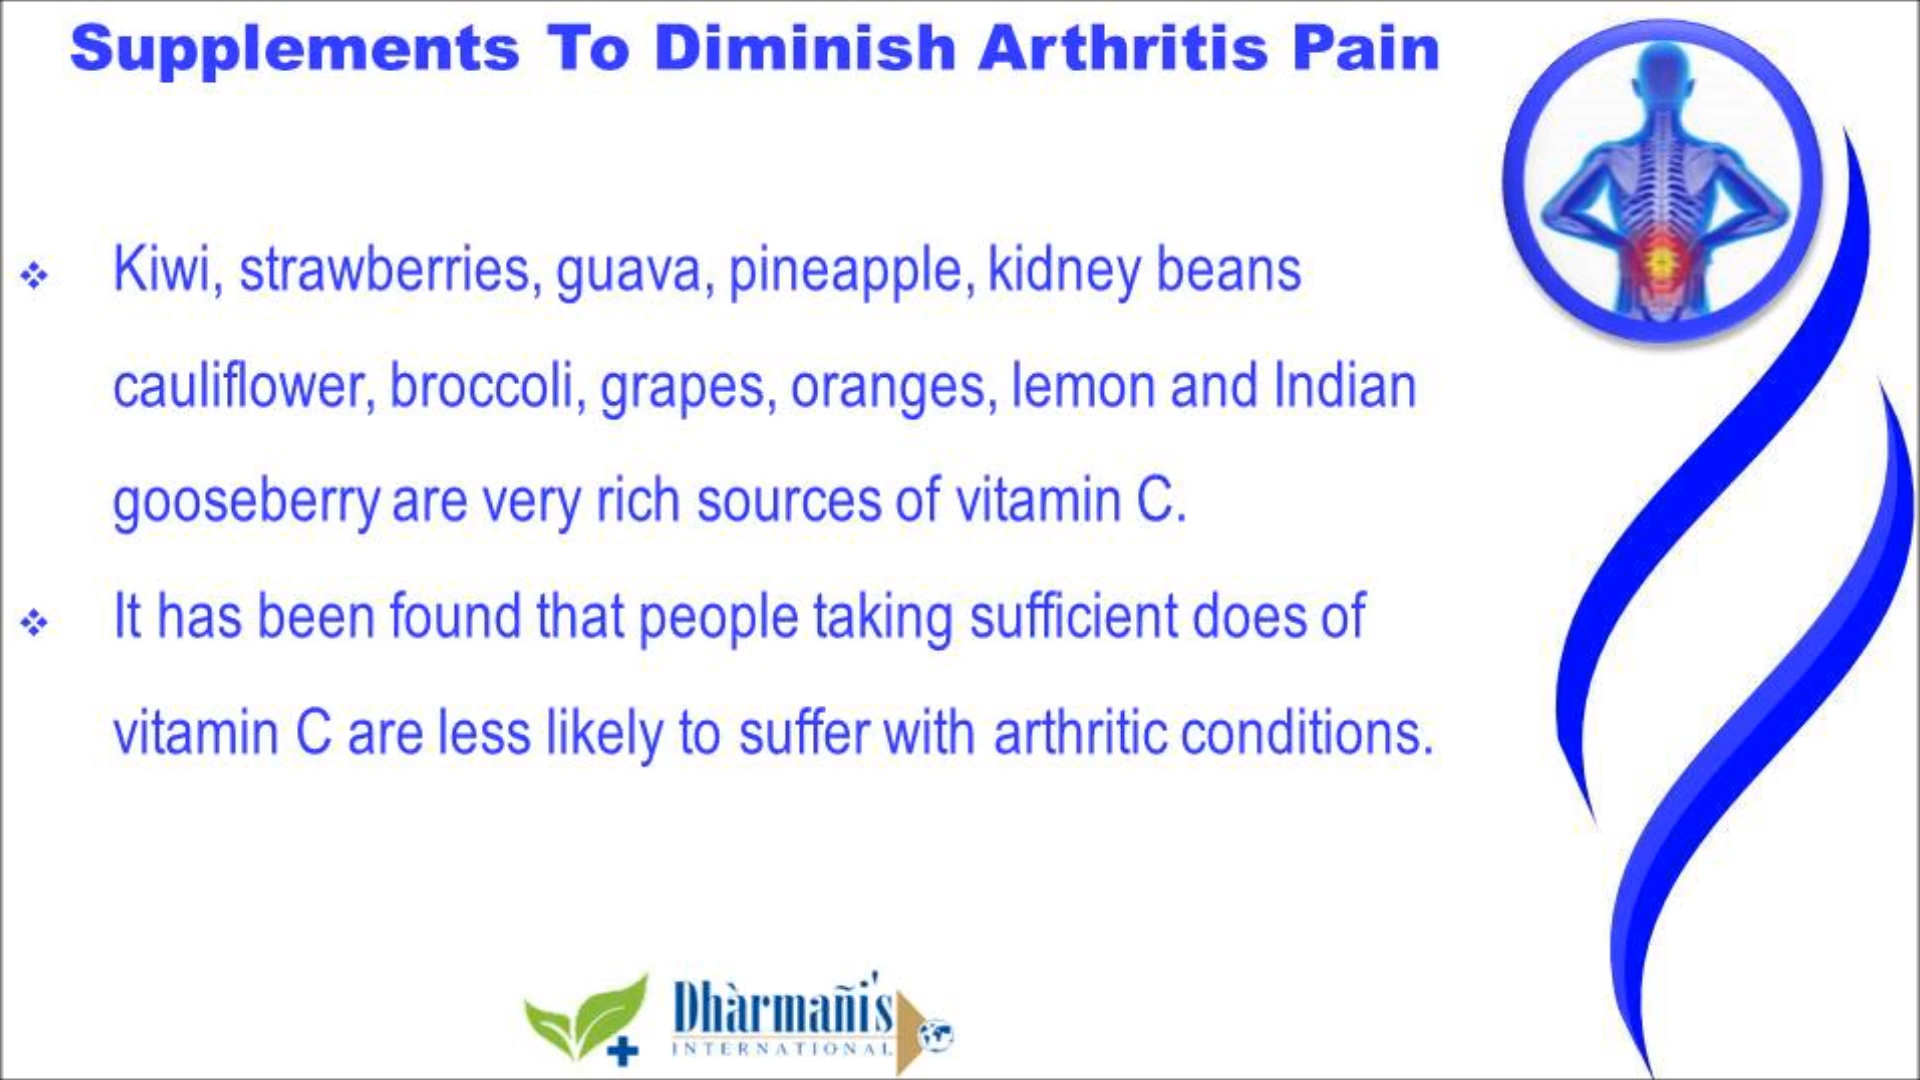 Supplements To Diminish Arthritis Pain
❖ Kiwi, strawberries, guava, pineapple, kidney beans
cauliflower, broccoli, grapes, oranges, lemon and Indian
gooseberry are very rich sources of vitamin C.
❖ It has been found that people taking sufficient does of
vitamin C are less likely to suffer with arthritic conditions.
Dhàrmañi's
INTERNATIONAL